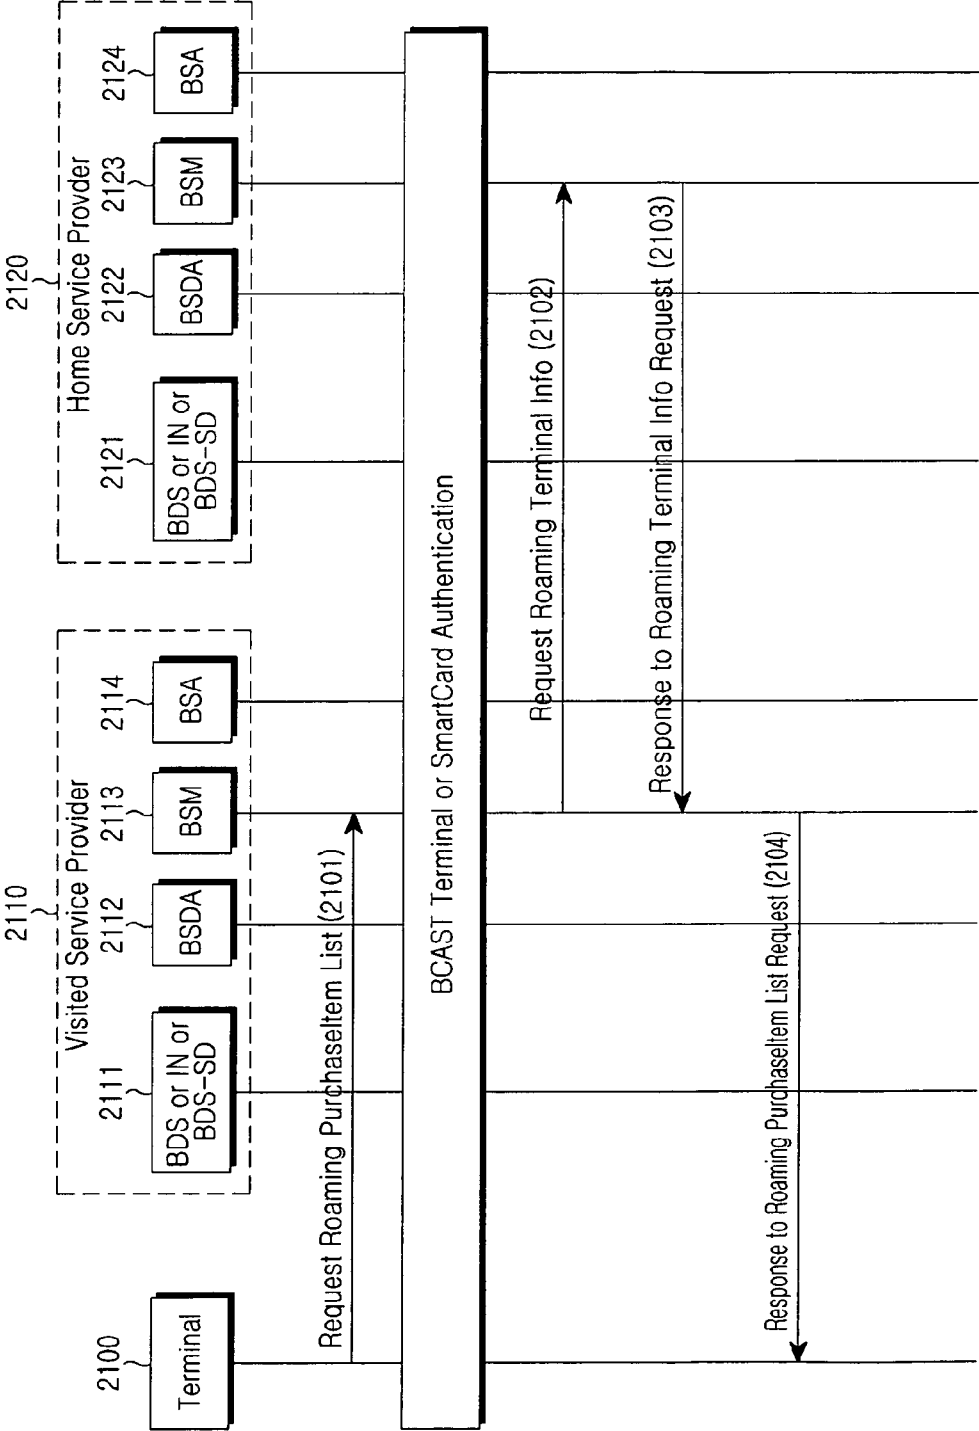 2110
2120
Visited Service Provider
Home Service Provder
2100
2111
2112
2113
2114
2121
2122
2123
2124
Terminal
BDS or IN or
BDS-SD
BSDA
BSM
BSA
BDS or IN or
BDS-SD
BSDA
BSM
BSA
Request Roaming PurchaseItem List (2101)
BCAST Terminal or SmartCard Authentication
Request Roaming Terminal Info (2102)
Response to Roaming Terminal Info Request (2103)
Response to Roaming PurchaseItem List Request (2104)